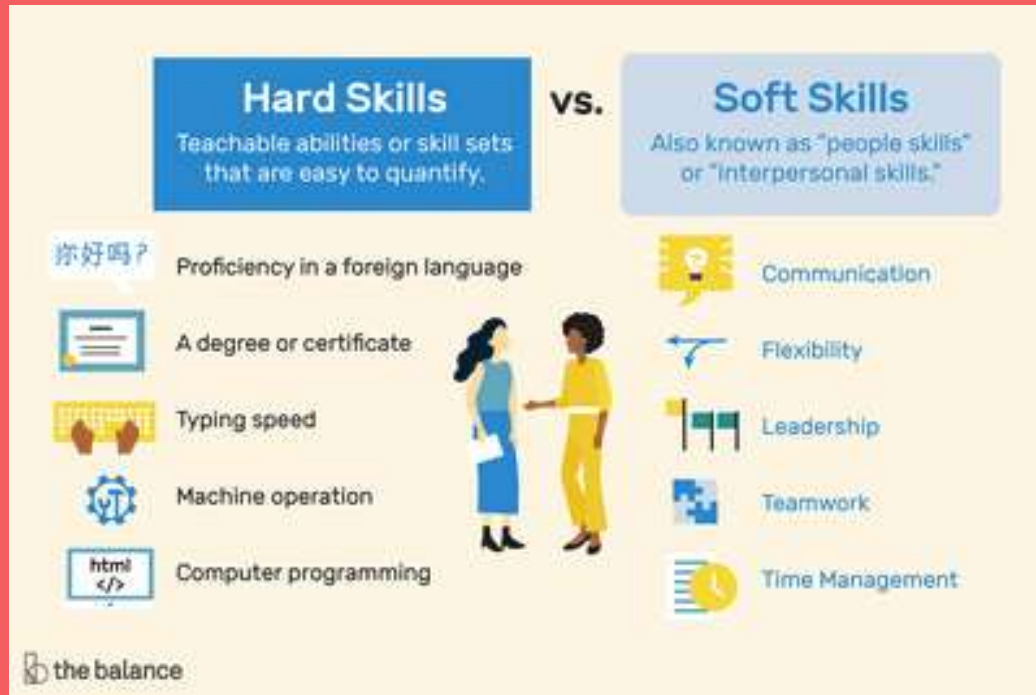 Hard Skills
Teachable abilities or skill sets
that are easy to quantify.
vs.
Soft Skills
Also known as "people skills"
or "interpersonal skills."
你好吗?
Proficiency in a foreign language
A degree or certificate
Typing speed
Machine operation
html
</>
Computer programming
Communication
Flexibility
Leadership
Teamwork
Time Management
the balance